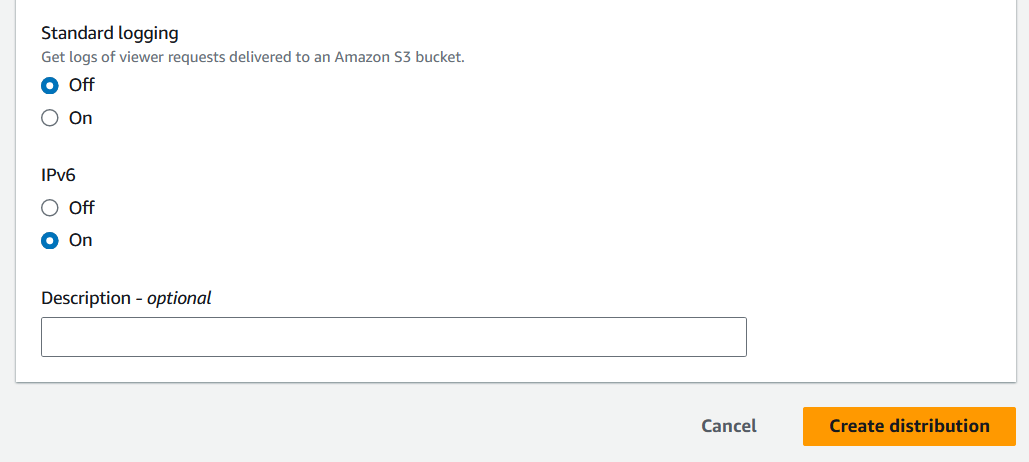 Standard logging
Get logs of viewer requests delivered to an Amazon S3 bucket.
Off
On
IPv6
Off
On
Description - optional
Cancel
Create distribution